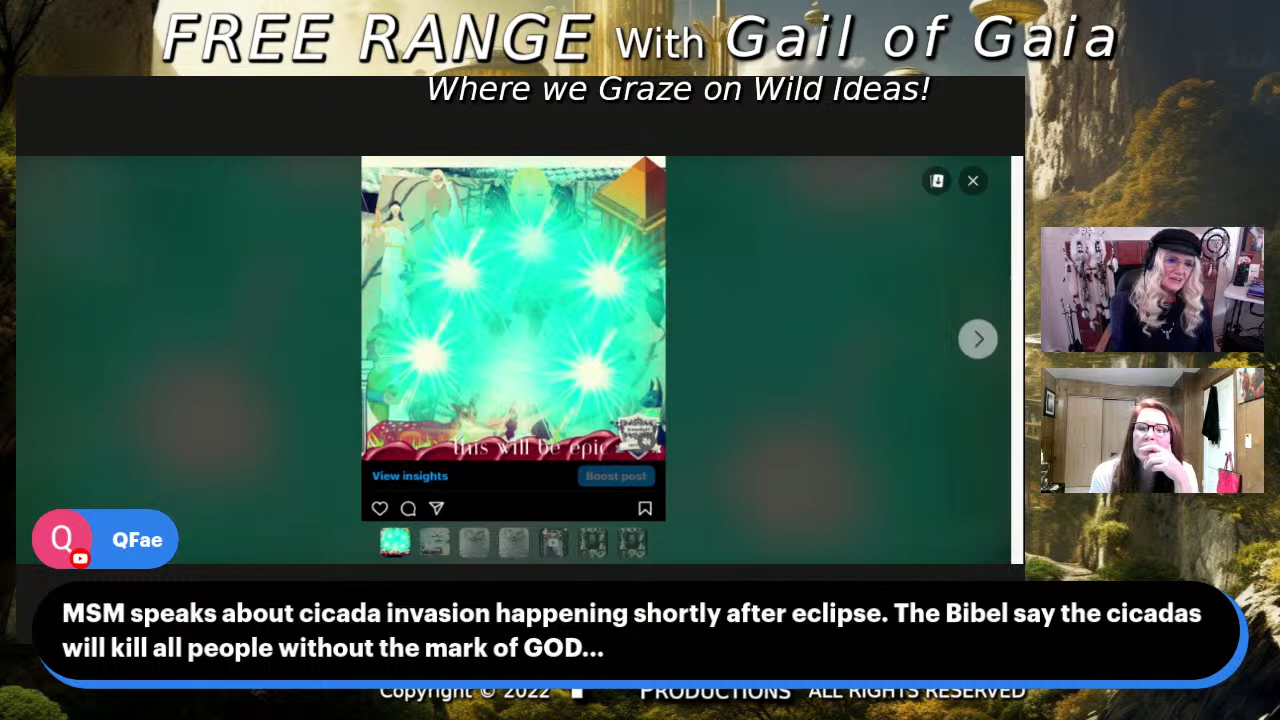 FREE RANGE With Gail of Gaia
Where we Graze on Wild Ideas!
this will be epic
View insights
Boost post
Q QFae
MSM speaks about cicada invasion happening shortly after eclipse. The Bibel say the cicadas
will kill all people without the mark of GOD...
Copyright © 2022 PRODUCTIONS ALL RIGHTS RESERVED